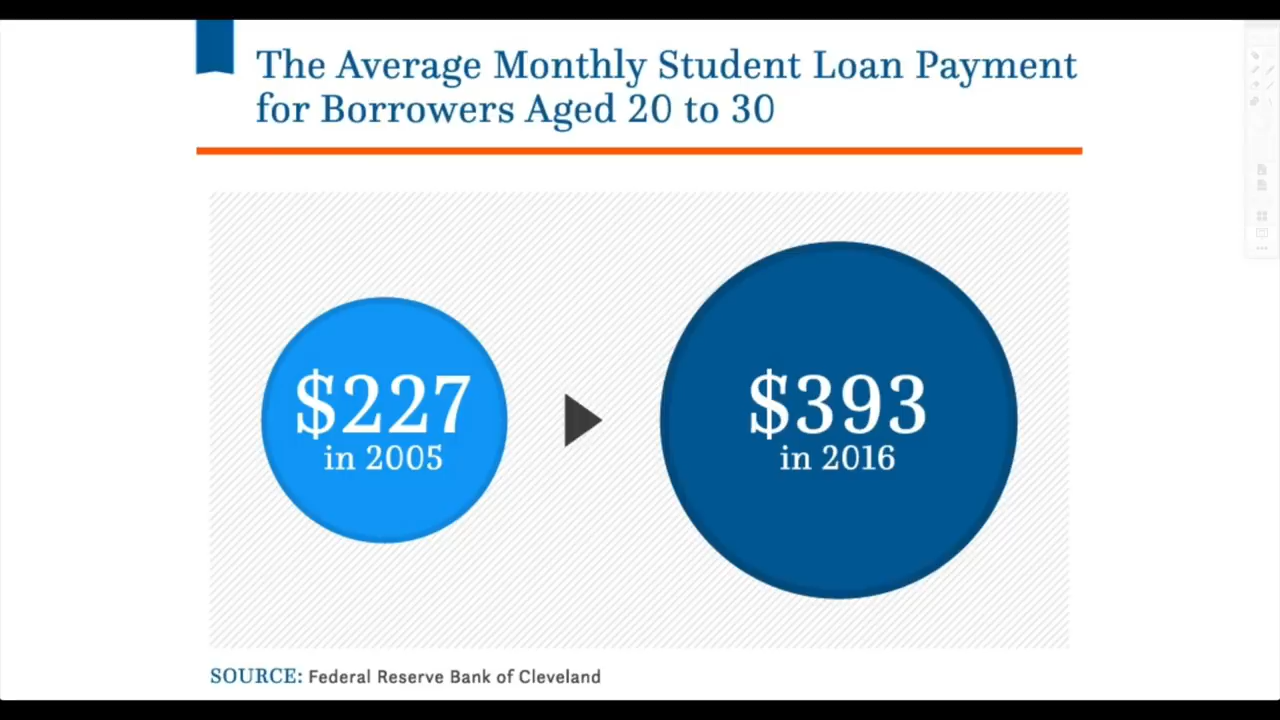 The Average Monthly Student Loan Payment
for Borrowers Aged 20 to 30
$227
in 2005
$393
in 2016
SOURCE: Federal Reserve Bank of Cleveland